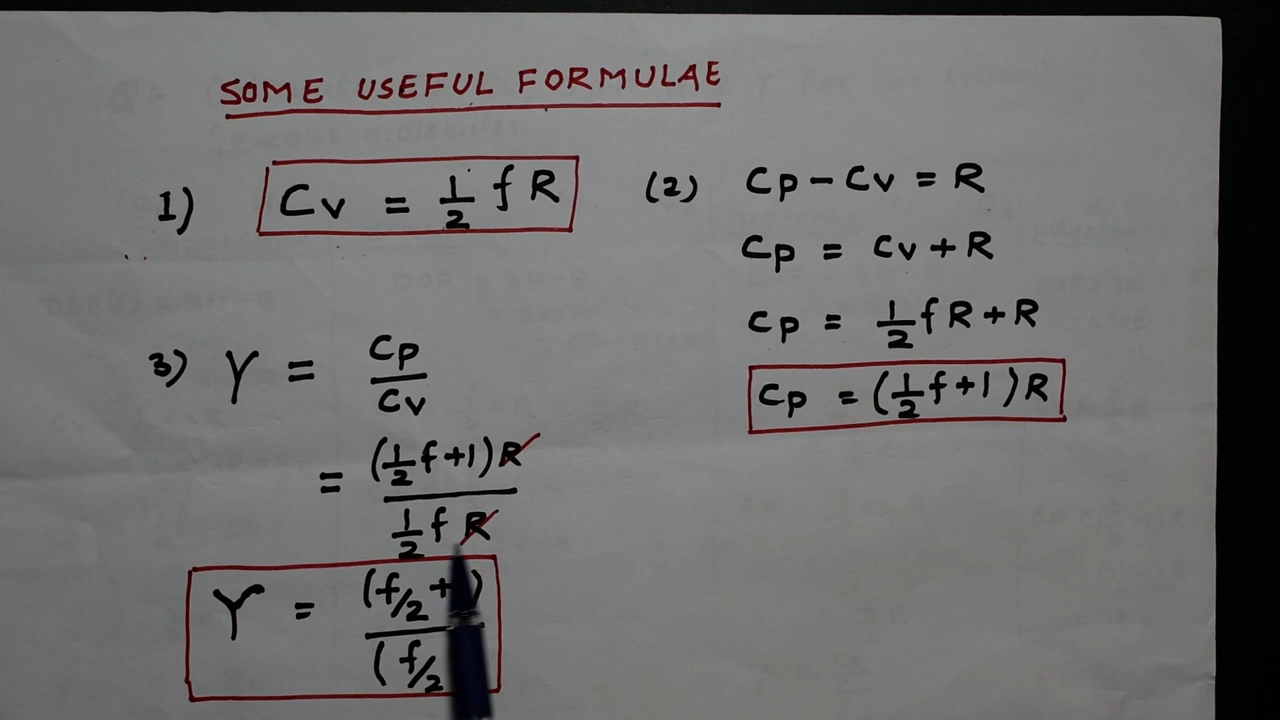 SOME USEFUL FORMULAE
1) Cv = 1/2 f R
(2) Cp - Cv = R
Cp = Cv + R
Cp = 1/2 f R + R
Cp = (1/2 f + 1) R
3) γ = Cp/Cv
= (1/2 f + 1) R / 1/2 f R
γ = (f/2 + ) / (f/2